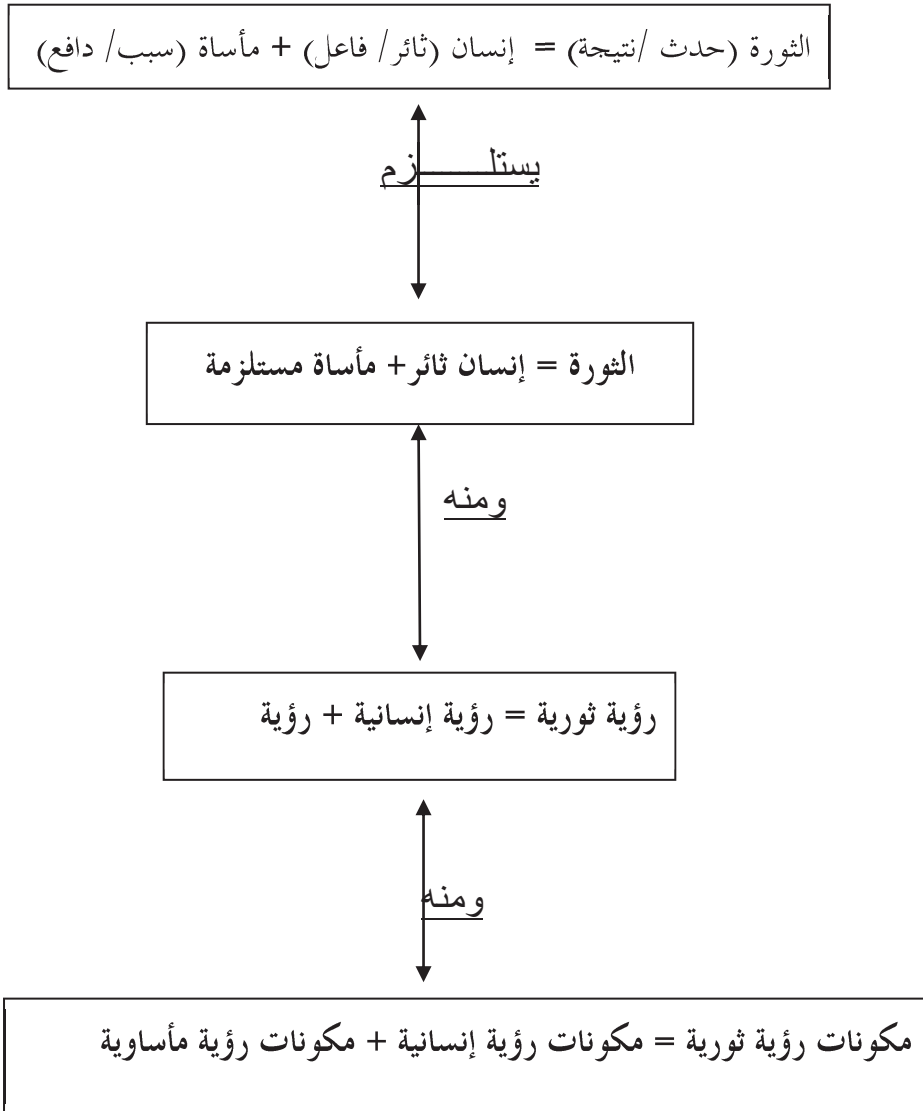 الثورة (حدث /نتيجة) = إنسان (ثائر/ فاعل) + مأساة (سبب/ دافع)
يستلـــــــزم
الثورة = إنسان ثائر+ مأساة مستلزمة
ومنه
رؤية ثورية = رؤية إنسانية + رؤية
ومنه
مكونات رؤية ثورية = مكونات رؤية إنسانية + مكونات رؤية مأساوية